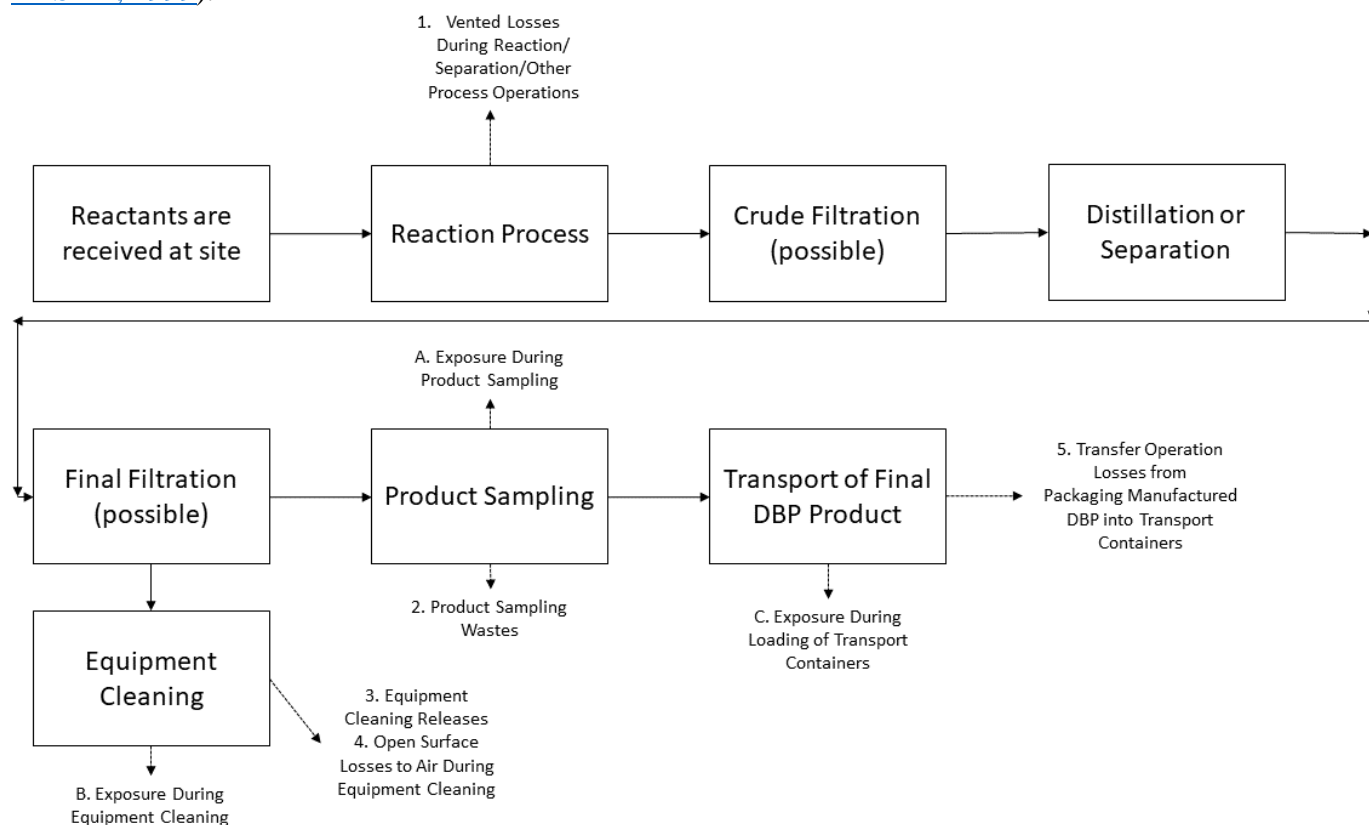 1. Vented Losses
During Reaction/
Separation/Other
Process Operations
Reactants are
received at site
Reaction Process
Crude Filtration
(possible)
Distillation or
Separation
A. Exposure During
Product Sampling
Final Filtration
(possible)
Product Sampling
Transport of Final
DBP Product
5. Transfer Operation
Losses from
Packaging Manufactured
DBP into Transport
Containers
2. Product Sampling
Wastes
C. Exposure During
Loading of Transport
Containers
Equipment
Cleaning
3. Equipment
Cleaning Releases
4. Open Surface
Losses to Air During
Equipment Cleaning
B. Exposure During
Equipment Cleaning